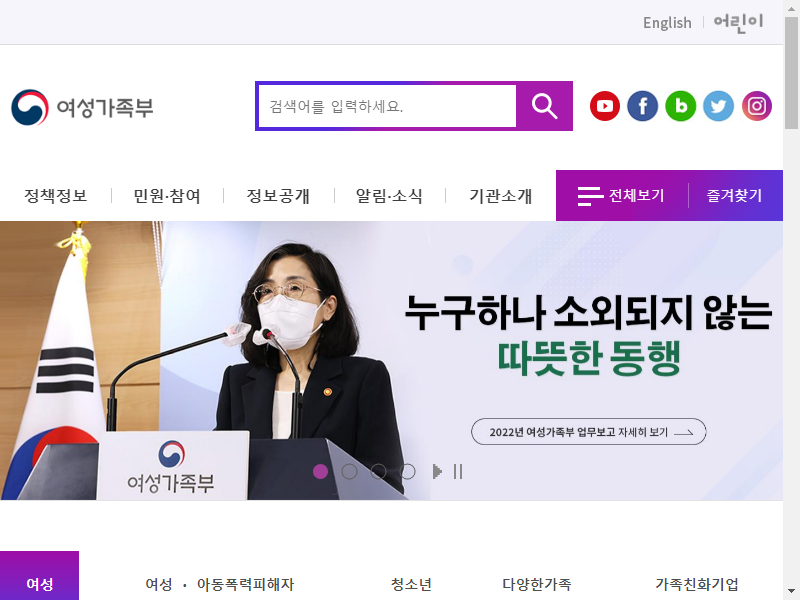 English
어린이
여성가족부
검색어를 입력하세요.
정책정보
민원·참여
정보공개
알림·소식
기관소개
전체보기
즐겨찾기
누구하나 소외되지 않는
따뜻한 동행
2022년 여성가족부 업무보고 자세히 보기
여성가족부
여성
여성 · 아동폭력피해자
청소년
다양한가족
가족친화기업